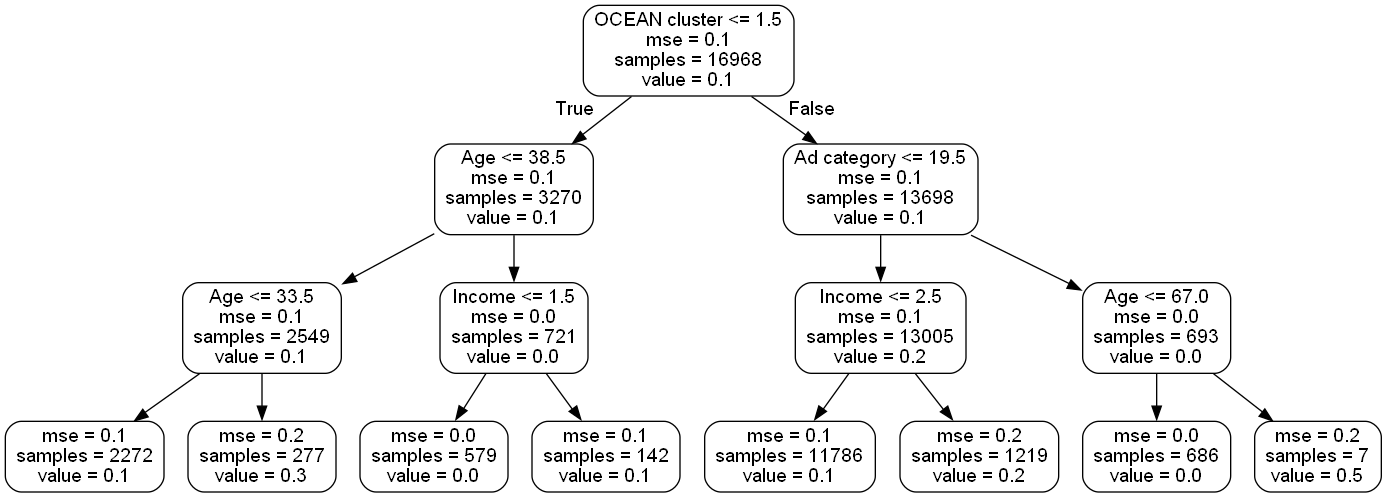 OCEAN cluster <= 1.5
mse = 0.1
samples = 16968
value = 0.1
True
False
Age <= 38.5
mse = 0.1
samples = 3270
value = 0.1
Ad category <= 19.5
mse = 0.1
samples = 13698
value = 0.1
Age <= 33.5
mse = 0.1
samples = 2549
value = 0.1
Income <= 1.5
mse = 0.0
samples = 721
value = 0.0
Income <= 2.5
mse = 0.1
samples = 13005
value = 0.2
Age <= 67.0
mse = 0.0
samples = 693
value = 0.0
mse = 0.1
samples = 2272
value = 0.1
mse = 0.2
samples = 277
value = 0.3
mse = 0.0
samples = 579
value = 0.0
mse = 0.1
samples = 142
value = 0.1
mse = 0.1
samples = 11786
value = 0.1
mse = 0.2
samples = 1219
value = 0.2
mse = 0.0
samples = 686
value = 0.0
mse = 0.2
samples = 7
value = 0.5